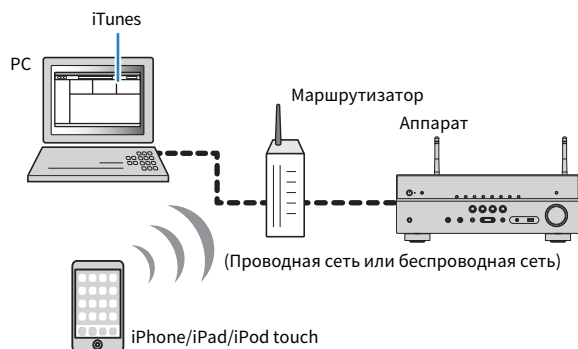 iTunes
PC
Маршрутизатор
Аппарат
(Проводная сеть или беспроводная сеть)
iPhone/iPad/iPod touch